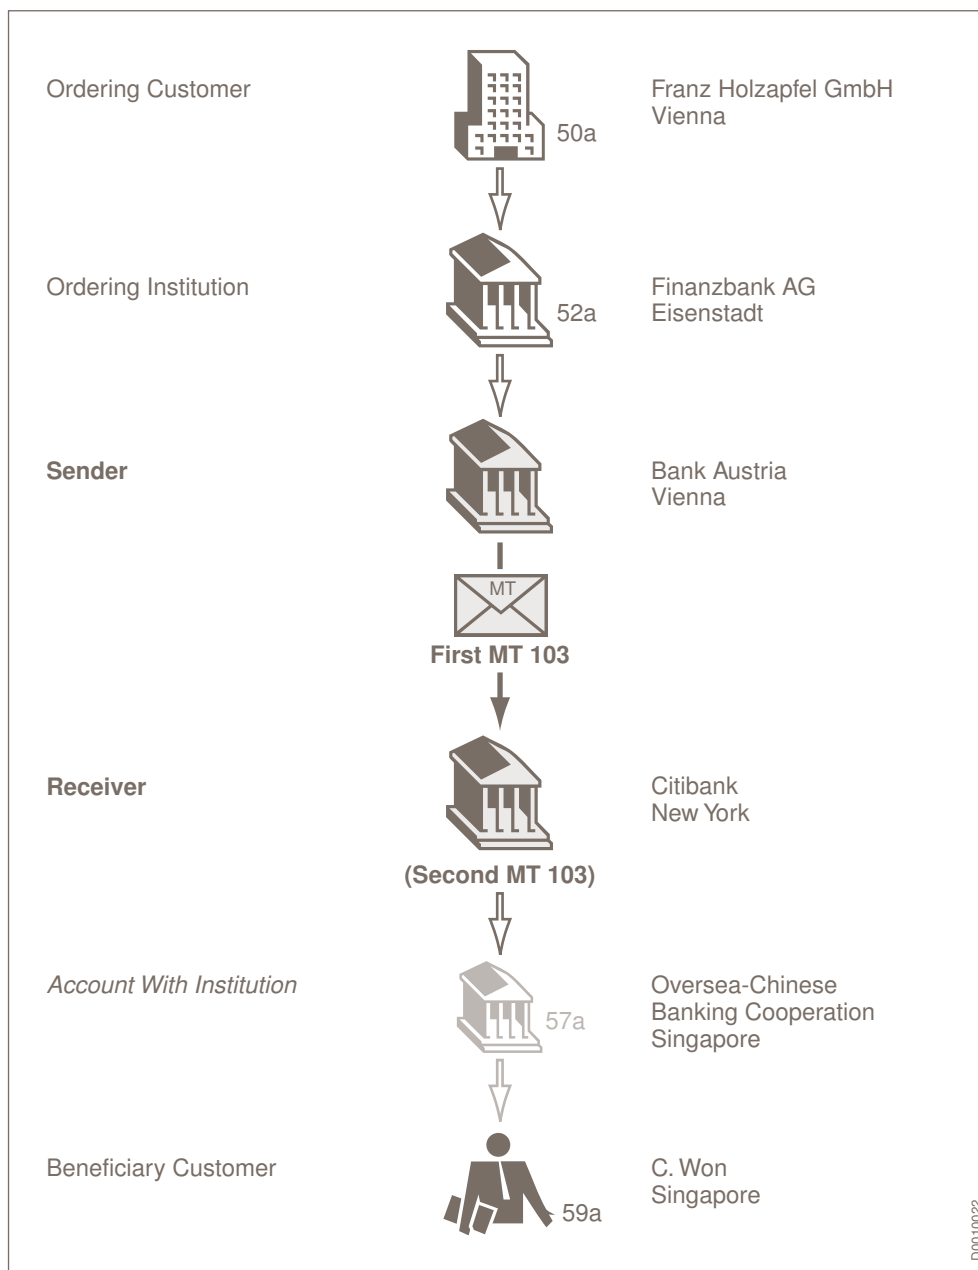 Ordering Customer
50a
Franz Holzapfel GmbH
Vienna
Ordering Institution
52a
Finanzbank AG
Eisenstadt
Sender
Bank Austria
Vienna
MT
First MT 103
Receiver
Citibank
New York
(Second MT 103)
Account With Institution
57a
Oversea-Chinese
Banking Cooperation
Singapore
Beneficiary Customer
59a
C. Won
Singapore
D0010022